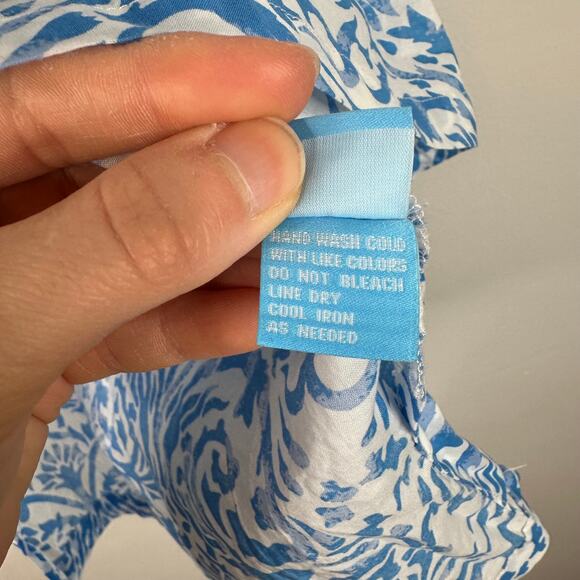 HAND WASH COLD
WITH LIKE COLORS
DO NOT BLEACH
LINE DRY
COOL IRON
AS NEEDED